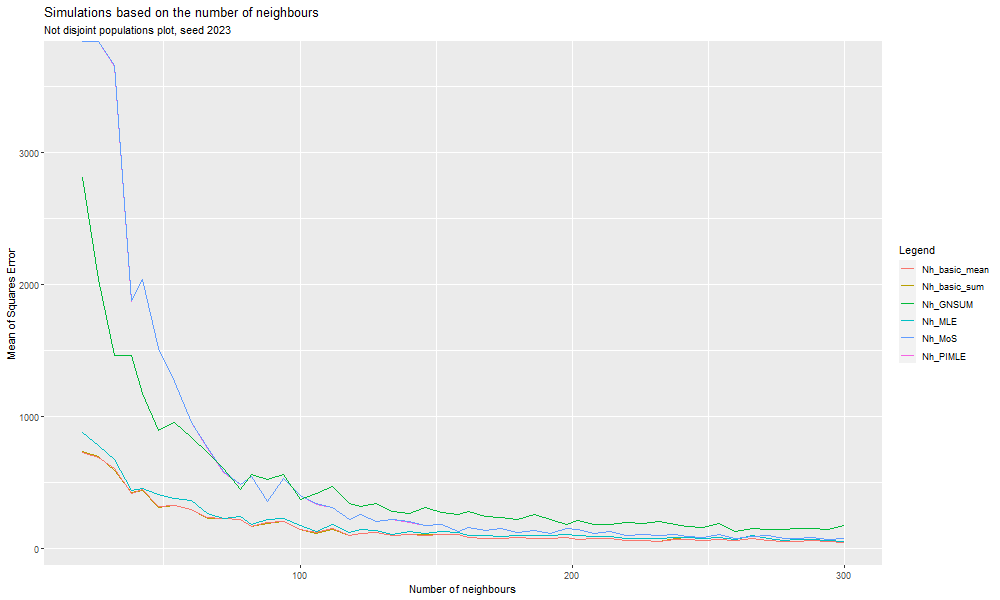 Simulations based on the number of neighbours
Not disjoint populations plot, seed 2023
Mean of Squares Error
3000
2000
1000
0
100
200
300
Number of neighbours
Legend
Nh_basic_mean
Nh_basic_sum
Nh_GNSUM
Nh_MLE
Nh_MoS
Nh_PIMLE